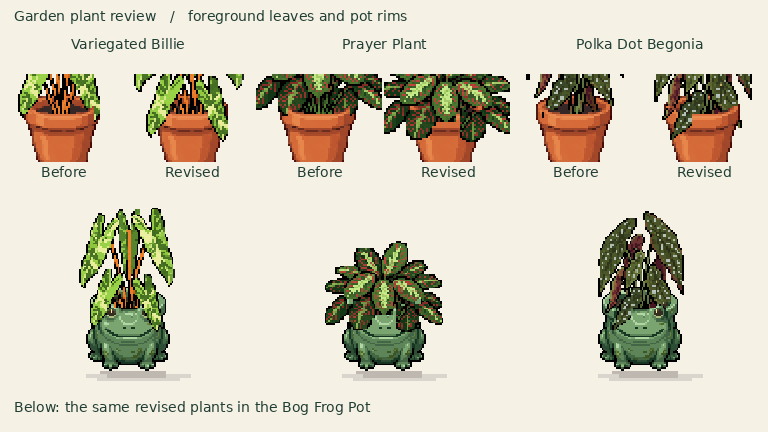 Garden plant review / foreground leaves and pot rims
Variegated Billie Prayer Plant Polka Dot Begonia
Before Revised Before Revised Before Revised
Below: the same revised plants in the Bog Frog Pot